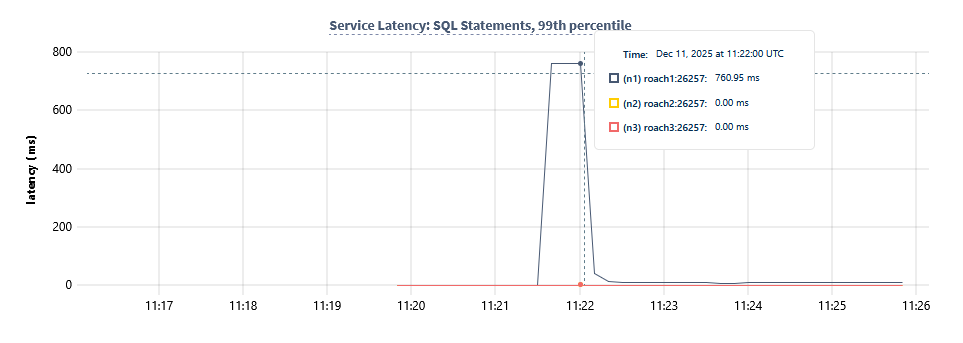 Service Latency: SQL Statements, 99th percentile
Time: Dec 11, 2025 at 11:22:00 UTC
(n1) roach1:26257: 760.95 ms
(n2) roach2:26257: 0.00 ms
(n3) roach3:26257: 0.00 ms
latency (ms)
800
600
400
200
0
11:17 11:18 11:19 11:20 11:21 11:22 11:23 11:24 11:25 11:26